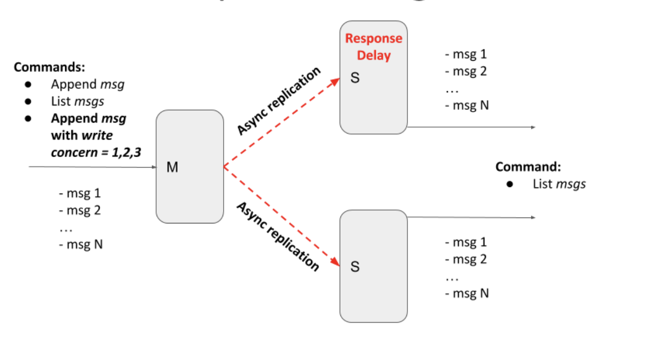 Commands:
● Append msg
● List msgs
● Append msg
with write
concern = 1,2,3
M
- msg 1
- msg 2
...
- msg N
Async replication
Async replication
Response
Delay
S
- msg 1
- msg 2
...
- msg N
Command:
● List msgs
S
- msg 1
- msg 2
...
- msg N